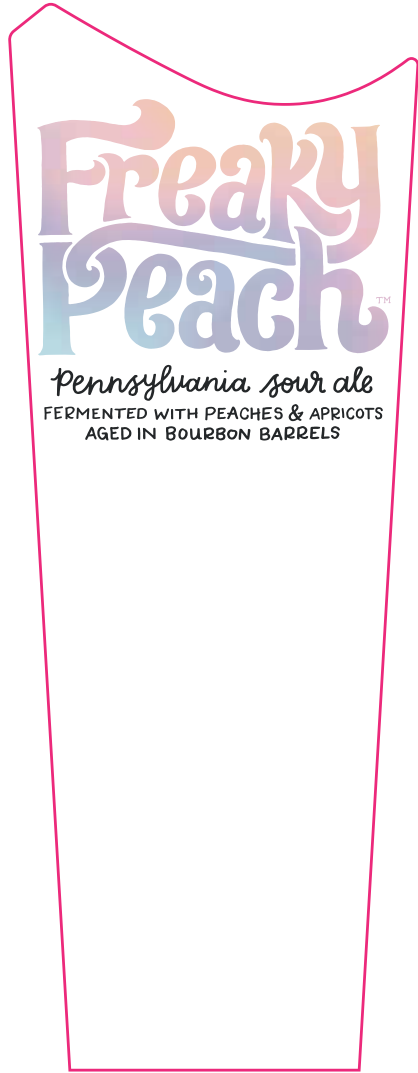 Freaky
Peach™
Pennsylvania sour ale
FERMENTED WITH PEACHES & APRICOTS
AGED IN BOURBON BARRELS